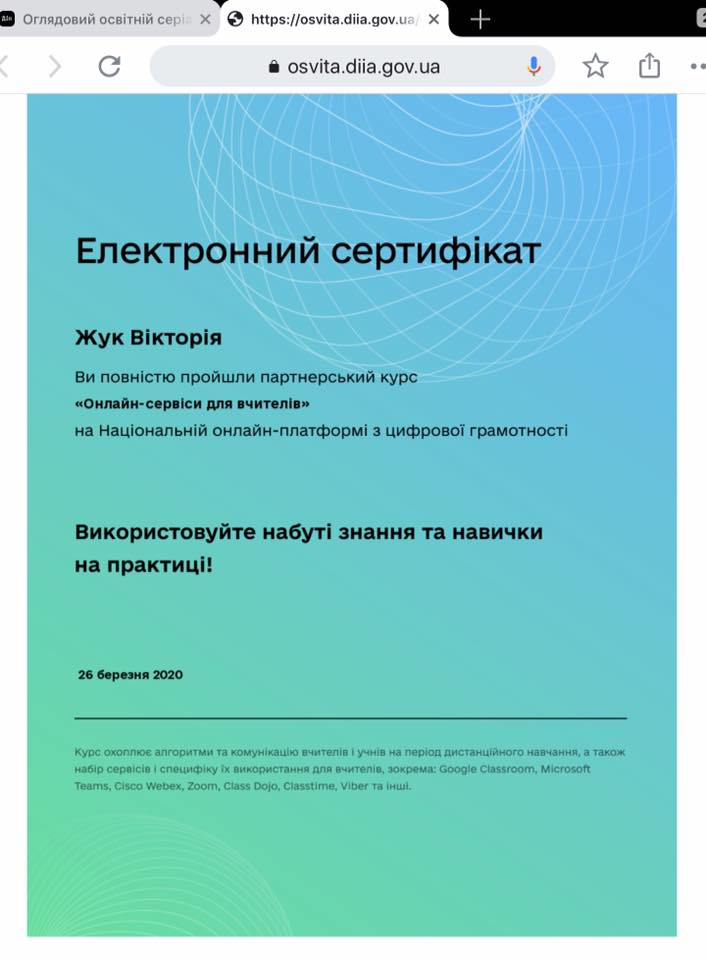 Оглядовий освітній серіа
https://osvita.diia.gov.ua/
osvita.diia.gov.ua
Електронний сертифікат
Жук Вікторія
Ви повністю пройшли партнерський курс
«Онлайн-сервіси для вчителів»
на Національній онлайн-платформі з цифрової грамотності
Використовуйте набуті знання та навички
на практиці!
26 березня 2020
Курс охоплює алгоритми та комунікацію вчителів і учнів на період дистанційного навчання, а також
набір сервісів і специфіку їх використання для вчителів, зокрема: Google Classroom, Microsoft
Teams, Cisco Webex, Zoom, Class Dojo, Classtime, Viber та інші.